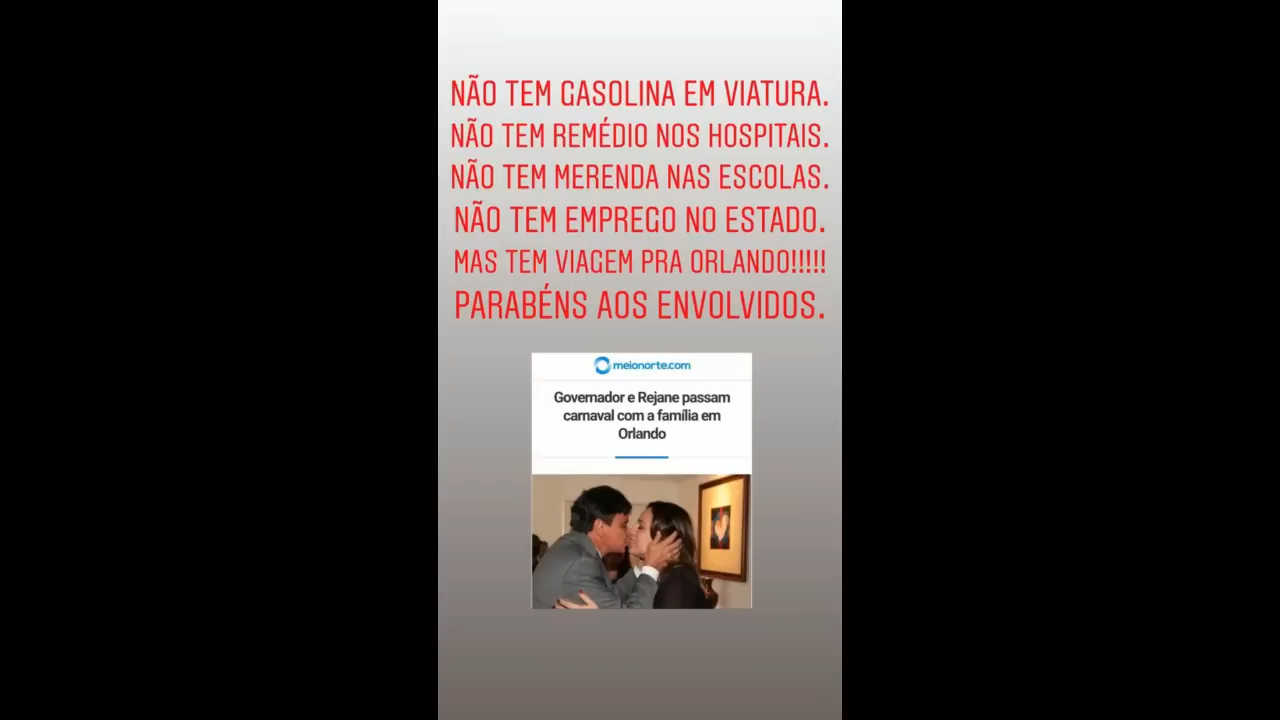 NÃO TEM GASOLINA EM VIATURA.
NÃO TEM REMÉDIO NOS HOSPITAIS.
NÃO TEM MERENDA NAS ESCOLAS.
NÃO TEM EMPREGO NO ESTADO.
MAS TEM VIAGEM PRA ORLANDO!!!!!
PARABÉNS AOS ENVOLVIDOS.
meionorte.com
Governador e Rejane passam
carnaval com a família em
Orlando